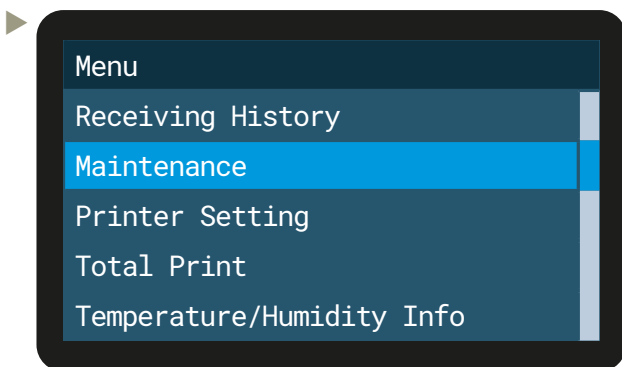 Menu
Receiving History
Maintenance
Printer Setting
Total Print
Temperature/Humidity Info